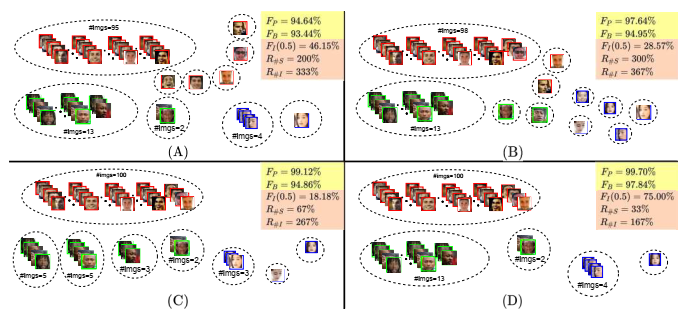 #Imgs=95
F_P = 94.64%
F_B = 93.44%
F_I(0.5) = 46.15%
R_#S = 200%
R_#I = 333%
#Imgs=13
#Imgs=2
#Imgs=4
(A)
#Imgs=98
F_P = 97.64%
F_B = 94.95%
F_I(0.5) = 28.57%
R_#S = 300%
R_#I = 367%
#Imgs=13
(B)
#Imgs=100
F_P = 99.12%
F_B = 94.86%
F_I(0.5) = 18.18%
R_#S = 67%
R_#I = 267%
#Imgs=5
#Imgs=5
#Imgs=3
#Imgs=2
#Imgs=3
(C)
#Imgs=100
F_P = 99.70%
F_B = 97.84%
F_I(0.5) = 75.00%
R_#S = 33%
R_#I = 167%
#Imgs=13
#Imgs=2
#Imgs=4
(D)